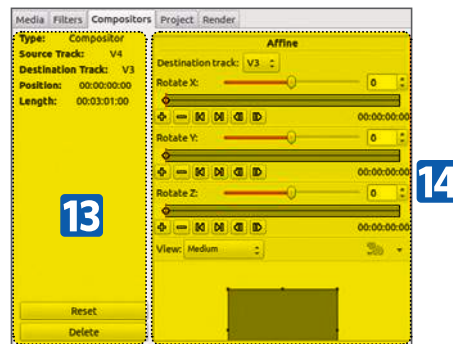 Media Filters Compositors Project Render
Type: Compositor
Source Track: V4
Destination Track: V3
Position: 00:00:00:00
Length: 00:03:01:00
13
Reset
Delete
Affine
Destination track: V3
Rotate X: 0
00:00:00:00
Rotate Y: 0
00:00:00:00
Rotate Z: 0
00:00:00:00
View: Medium
14